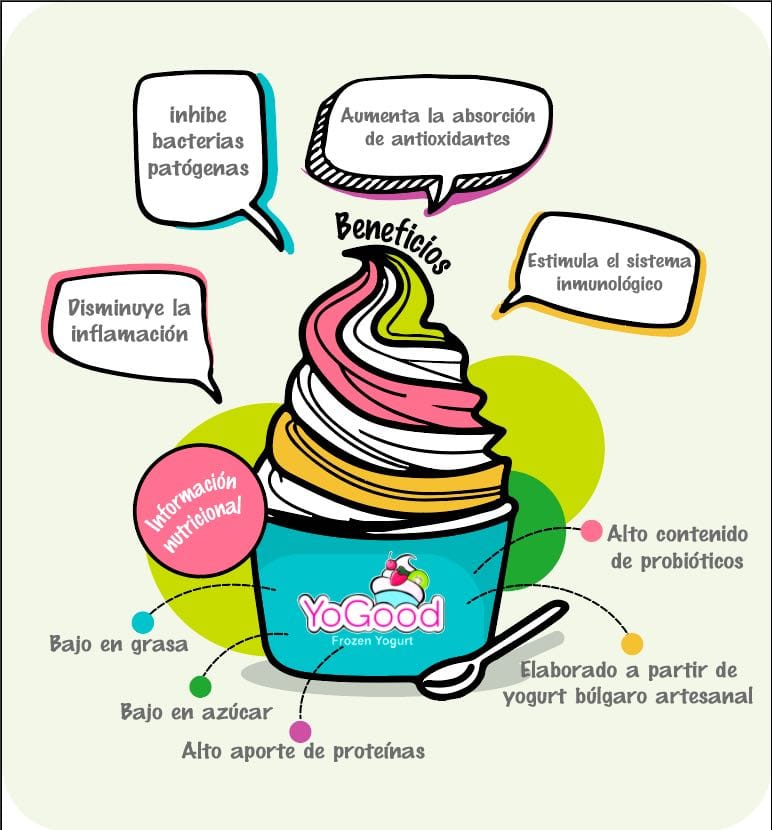 inhibe
bacterias
patógenas
Aumenta la absorción
de antioxidantes
Beneficios
Estimula el sistema
inmunológico
Disminuye la
inflamación
Información
nutricional
Alto contenido
de probióticos
YoGood
Frozen Yogurt
Bajo en grasa
Elaborado a partir de
yogurt búlgaro artesanal
Bajo en azúcar
Alto aporte de proteínas